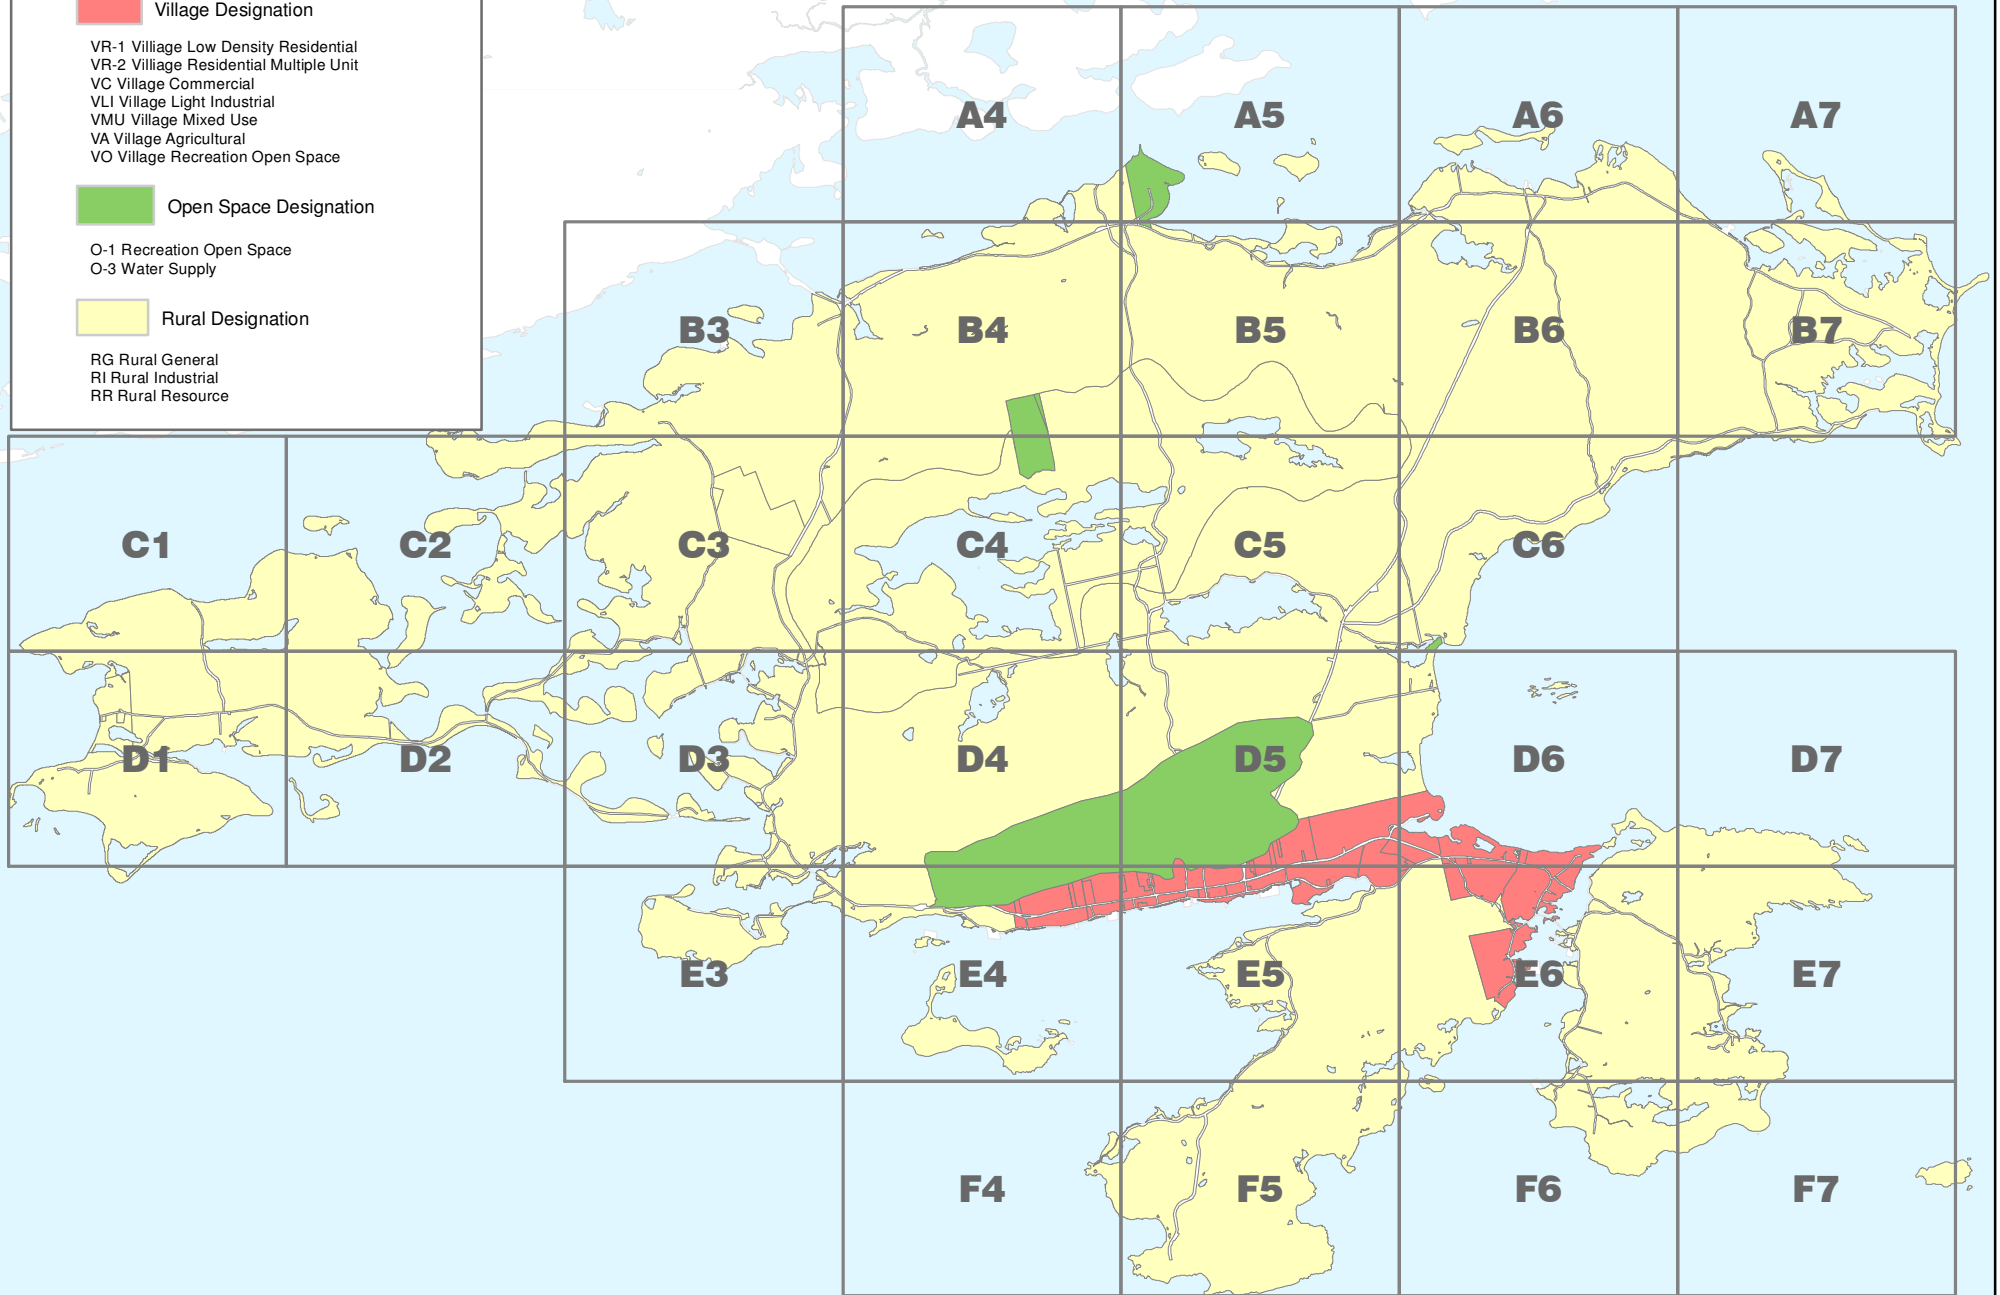 Village Designation
VR-1 Villiage Low Density Residential
VR-2 Villiage Residential Multiple Unit
VC Village Commercial
VLI Village Light Industrial
VMU Village Mixed Use
VA Village Agricultural
VO Village Recreation Open Space
Open Space Designation
O-1 Recreation Open Space
O-3 Water Supply
Rural Designation
RG Rural General
RI Rural Industrial
RR Rural Resource
A4 A5 A6 A7
B3 B4 B5 B6 B7
C1 C2 C3 C4 C5 C6
D1 D2 D3 D4 D5 D6 D7
E3 E4 E5 E6 E7
F4 F5 F6 F7